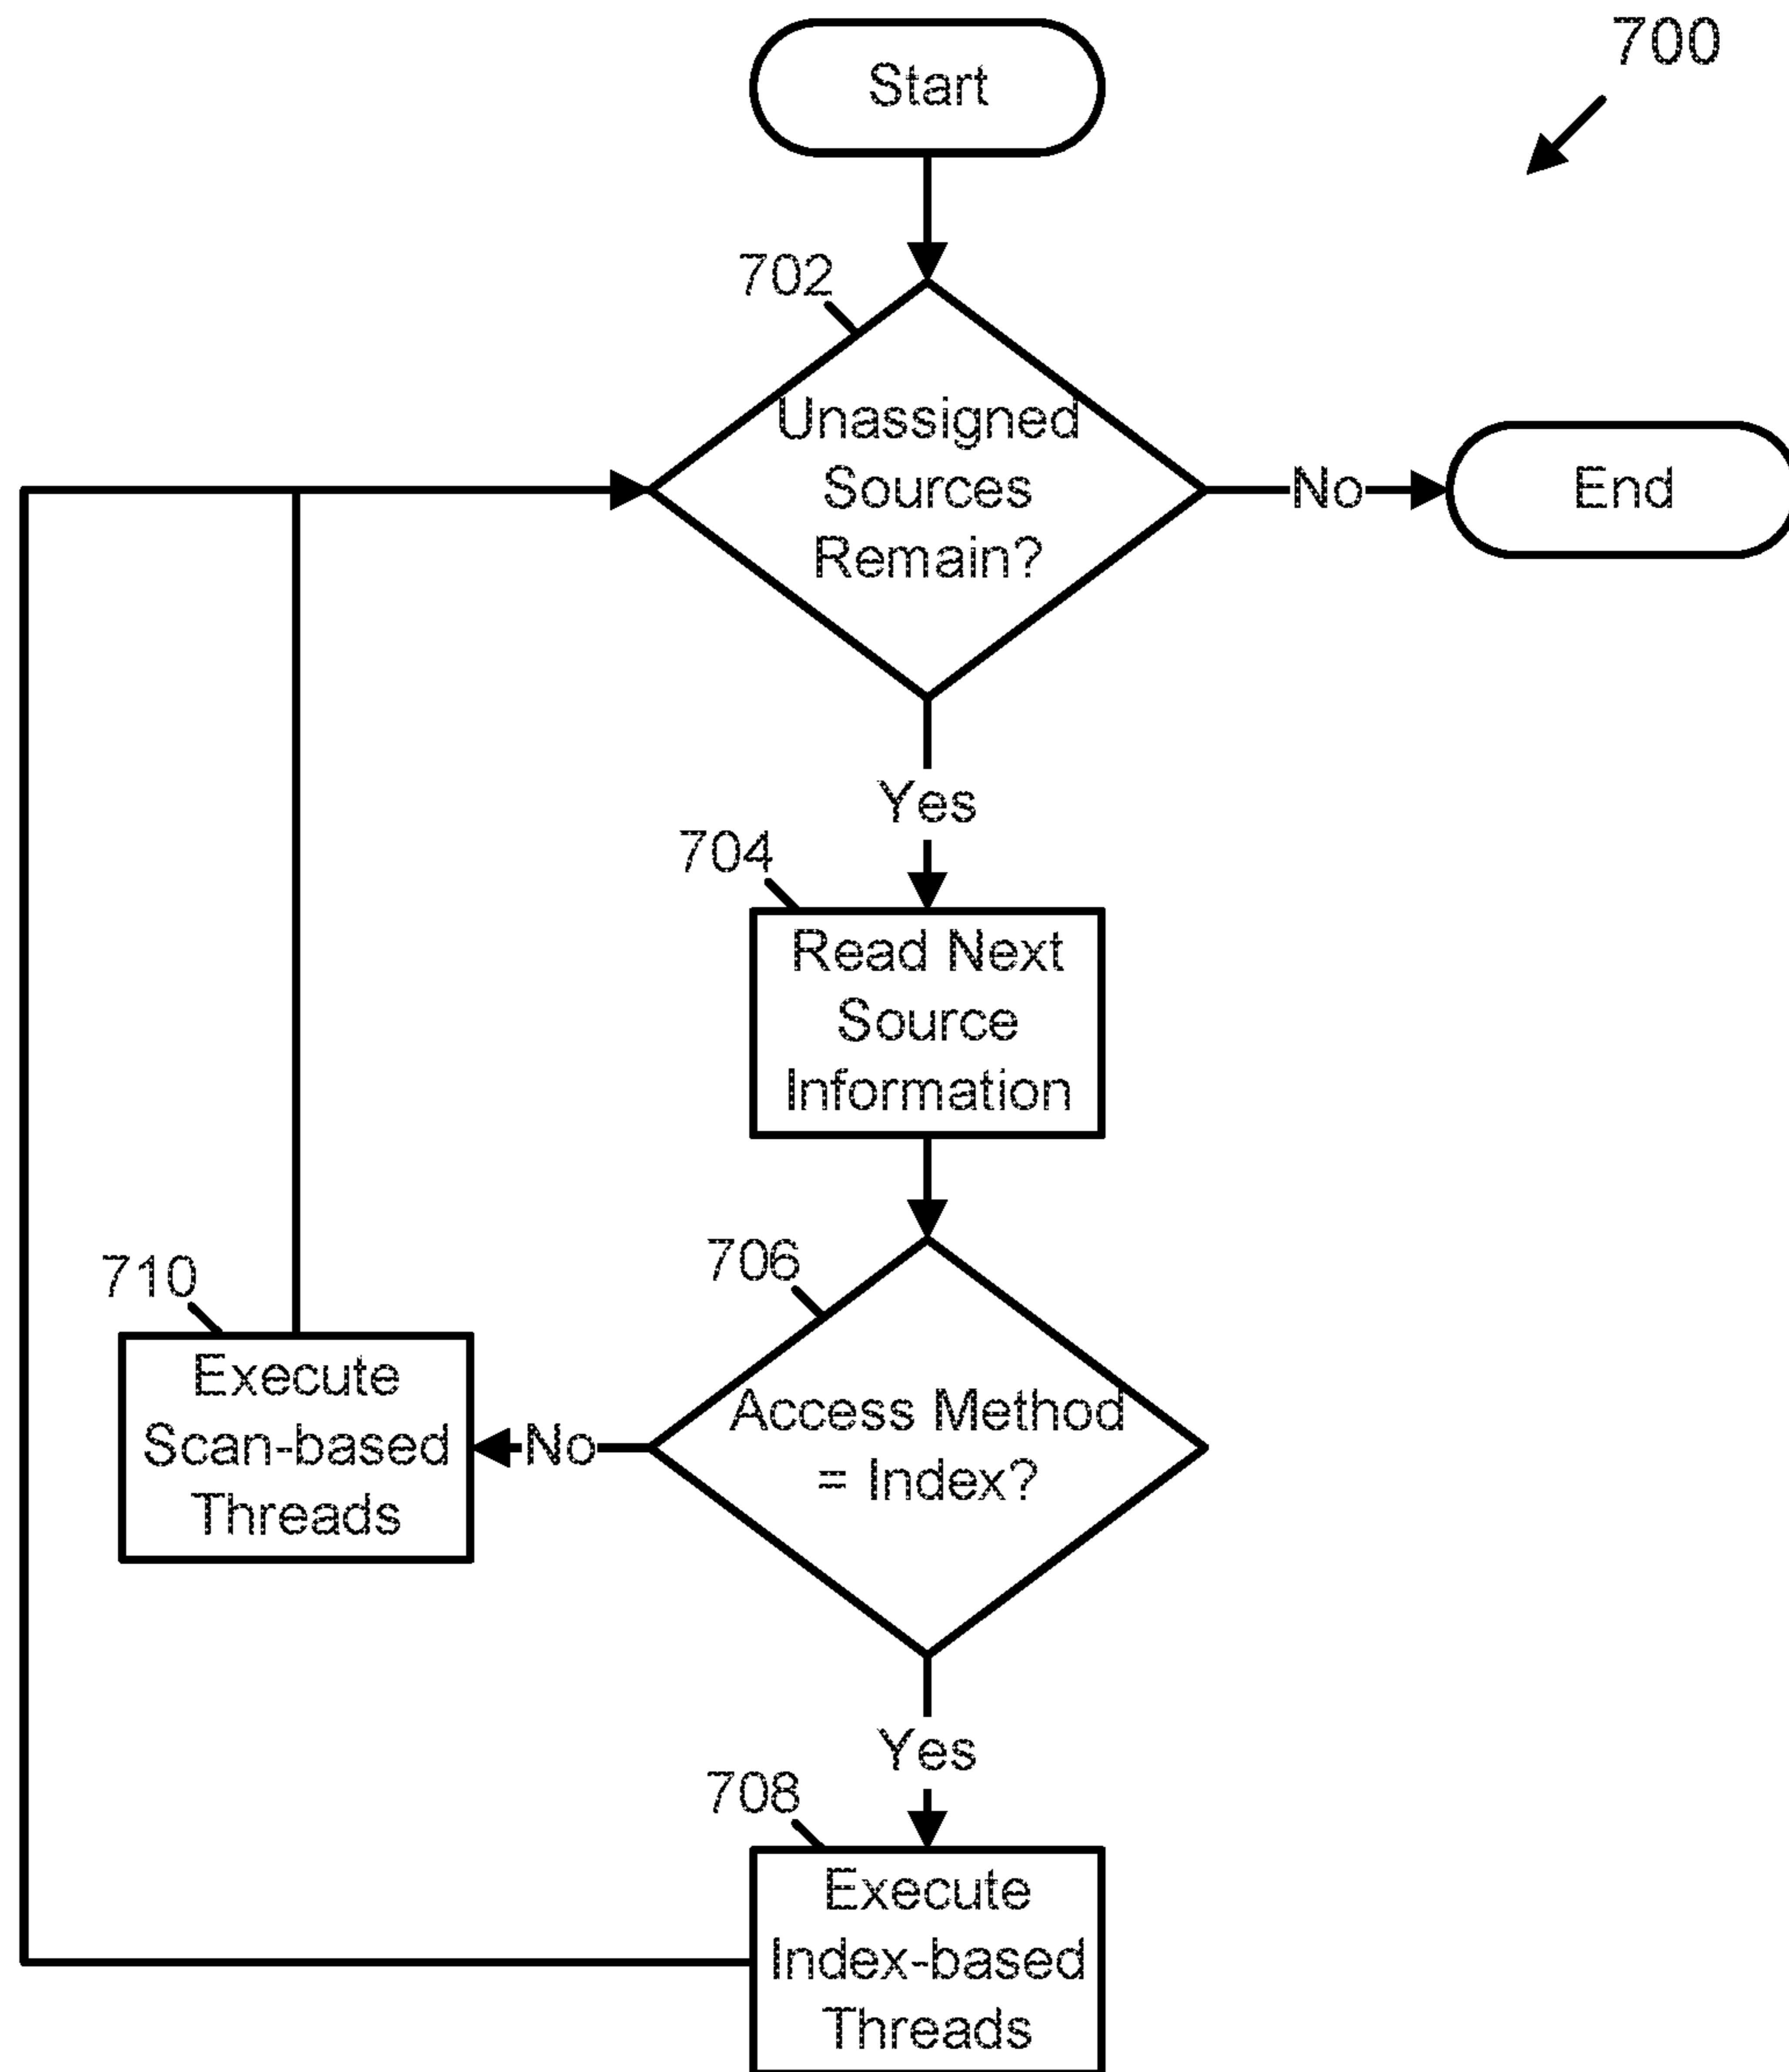 700
Start
702
Unassigned
Sources
Remain?
No
End
Yes
704
Read Next
Source
Information
706
710
Access Method
= Index?
No
Execute
Scan-based
Threads
Yes
708
Execute
Index-based
Threads